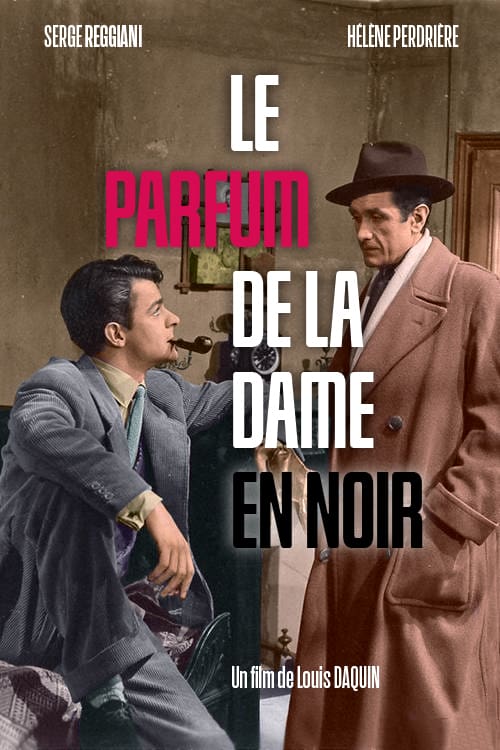 SERGE REGGIANI
HÉLÈNE PERDRIÈRE
LE
PARFUM
DE LA
DAME
EN NOIR
Un film de Louis DAQUIN